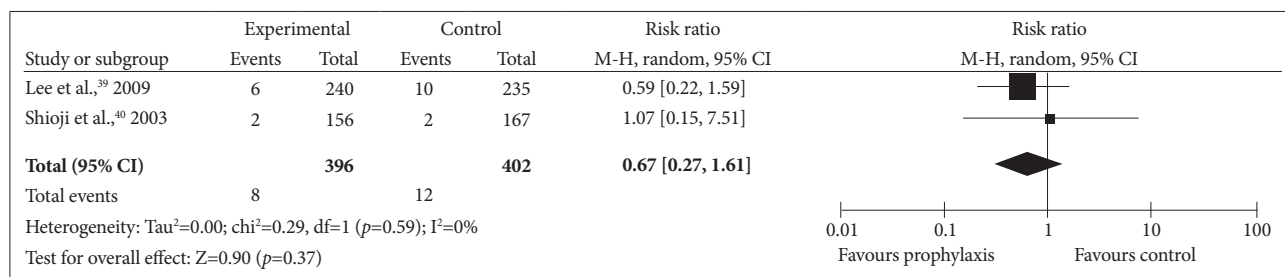 Experimental Control Risk ratio Risk ratio
Study or subgroup Events Total Events Total M-H, random, 95% CI M-H, random, 95% CI
Lee et al.,³⁹ 2009 6 240 10 235 0.59 [0.22, 1.59]
Shioji et al.,⁴⁰ 2003 2 156 2 167 1.07 [0.15, 7.51]
Total (95% CI) 396 402 0.67 [0.27, 1.61]
Total events 8 12
Heterogeneity: Tau²=0.00; chi²=0.29, df=1 (p=0.59); I²=0%
Test for overall effect: Z=0.90 (p=0.37)
0.01 0.1 1 10 100
Favours prophylaxis Favours control